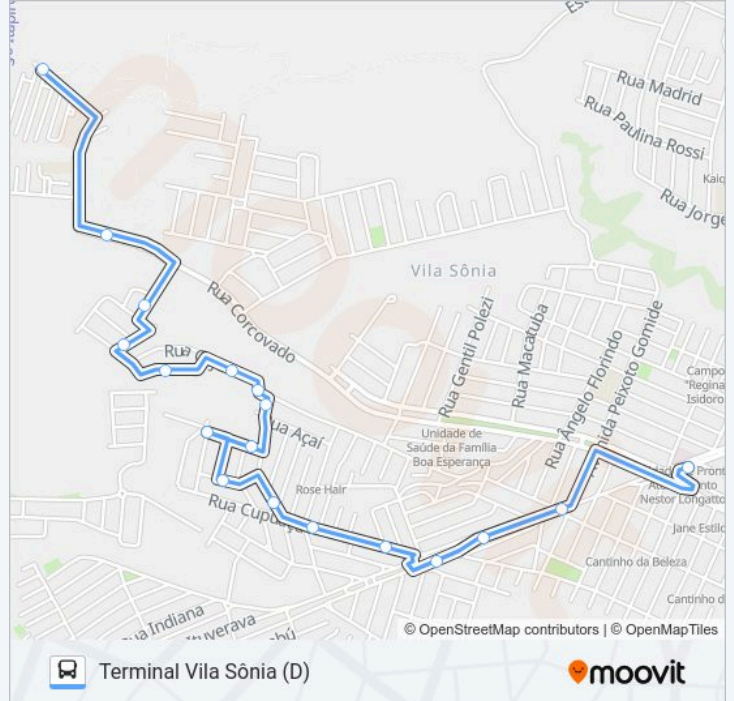 Rua Madrid
Rua Paulina Rossi
Rua Jorge
Vila Sônia
Rua Corcovado
Rua Gentil Polezi
Rua Macatuba
Rua Ângelo Florindo
Peixoto Gomide
Campo
"Regina
Isidoro
Rua
Rua Açaí
Unidade de
Saúde da Família
Boa Esperança
Pront
Nestor Longatto
Rose Hair
Rua Cupuaçu
Jane Estilo
Cantinho da Beleza
Cantinho d
Indiana
Ituverava
© OpenStreetMap contributors | © OpenMapTiles
Terminal Vila Sônia (D)
moovit